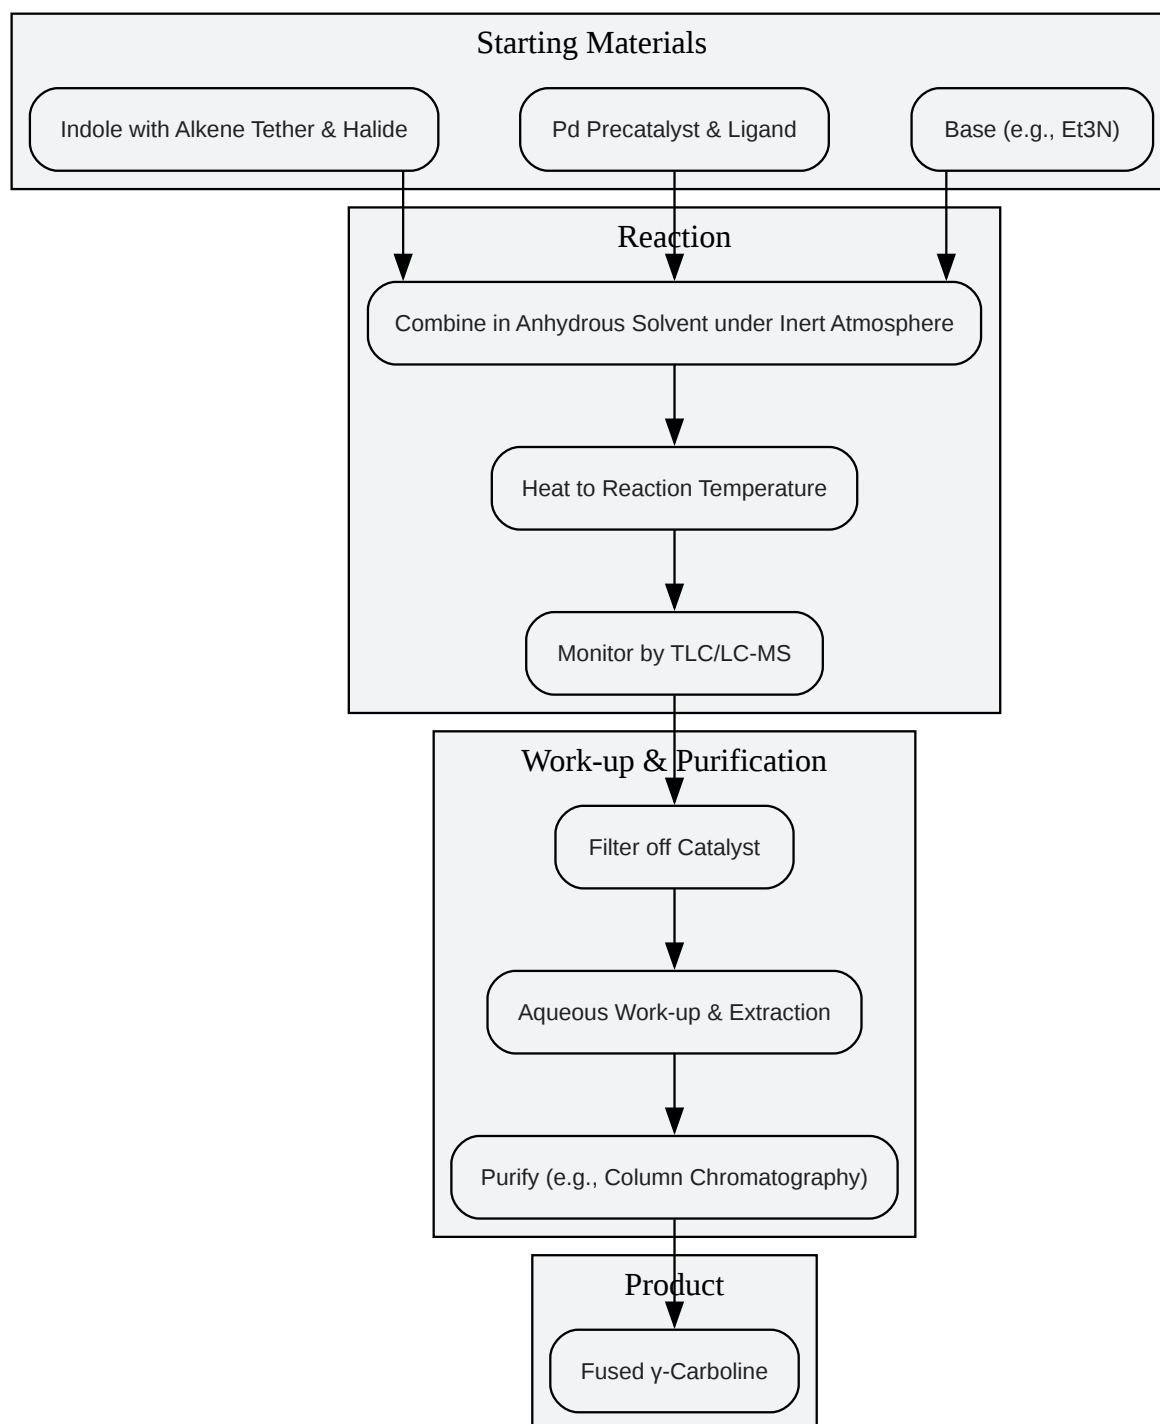 Starting Materials
Indole with Alkene Tether & Halide
Pd Precatalyst & Ligand
Base (e.g., Et3N)
Reaction
Combine in Anhydrous Solvent under Inert Atmosphere
Heat to Reaction Temperature
Monitor by TLC/LC-MS
Work-up & Purification
Filter off Catalyst
Aqueous Work-up & Extraction
Purify (e.g., Column Chromatography)
Product
Fused γ-Carboline